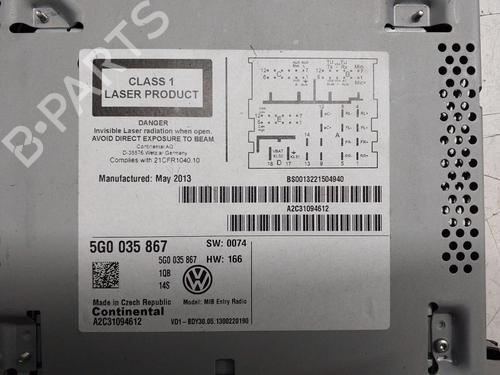 B-PARTS
CLASS 1
LASER PRODUCT
DANGER
Invisible Laser radiation when open.
AVOID DIRECT EXPOSURE TO BEAM
Continental AG
D-35576 Wetzlar Germany
Complies with 21CFR1040.10
Manufactured: May 2013
BS0013221504940
A2C31094612
5G0 035 867
SW: 0074
5G0 035 867
HW: 166
1QB
14S
Made in Czech Republic
Model: MIB Entry Radio
Continental
A2C31094612
VD1-BDY30.05.1300220190